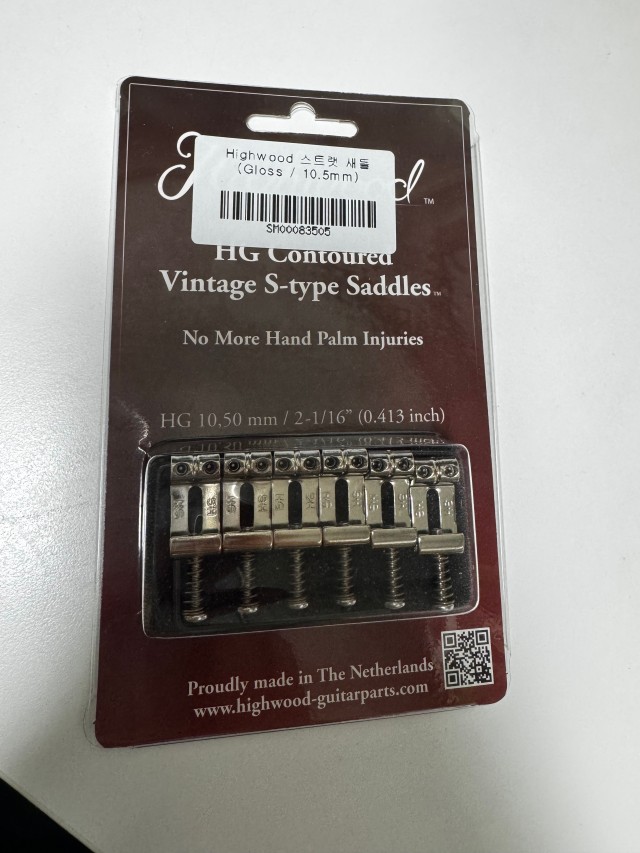 Highwood 스트랫 새들
(Gloss / 10.5mm)
SM00083505
TM
HG Contoured
Vintage S-type Saddles™
No More Hand Palm Injuries
HG 10,50 mm / 2-1/16” (0.413 inch)
Proudly made in The Netherlands
www.highwood-guitarparts.com